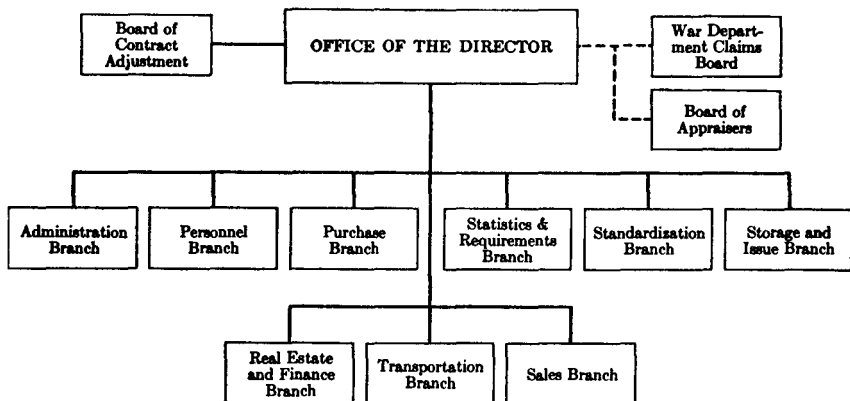 Board of
Contract
Adjustment
OFFICE OF THE DIRECTOR
War Depart-
ment Claims
Board
Board of
Appraisers
Administration
Branch
Personnel
Branch
Purchase
Branch
Statistics &
Requirements
Branch
Standardization
Branch
Storage and
Issue Branch
Real Estate
and Finance
Branch
Transportation
Branch
Sales Branch